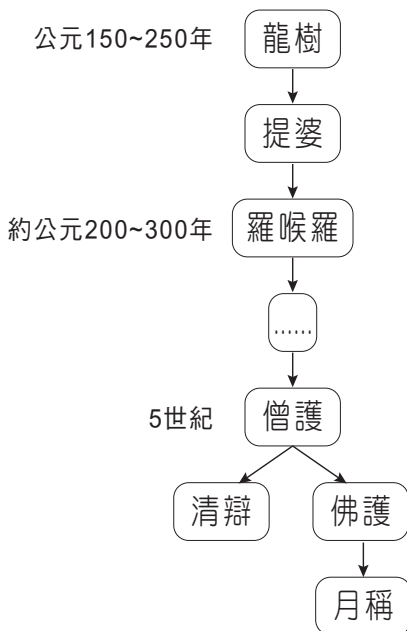 公元150~250年 龍樹
提婆
約公元200~300年 羅喉羅
......
5世紀 僧護
清辯 佛護
月稱